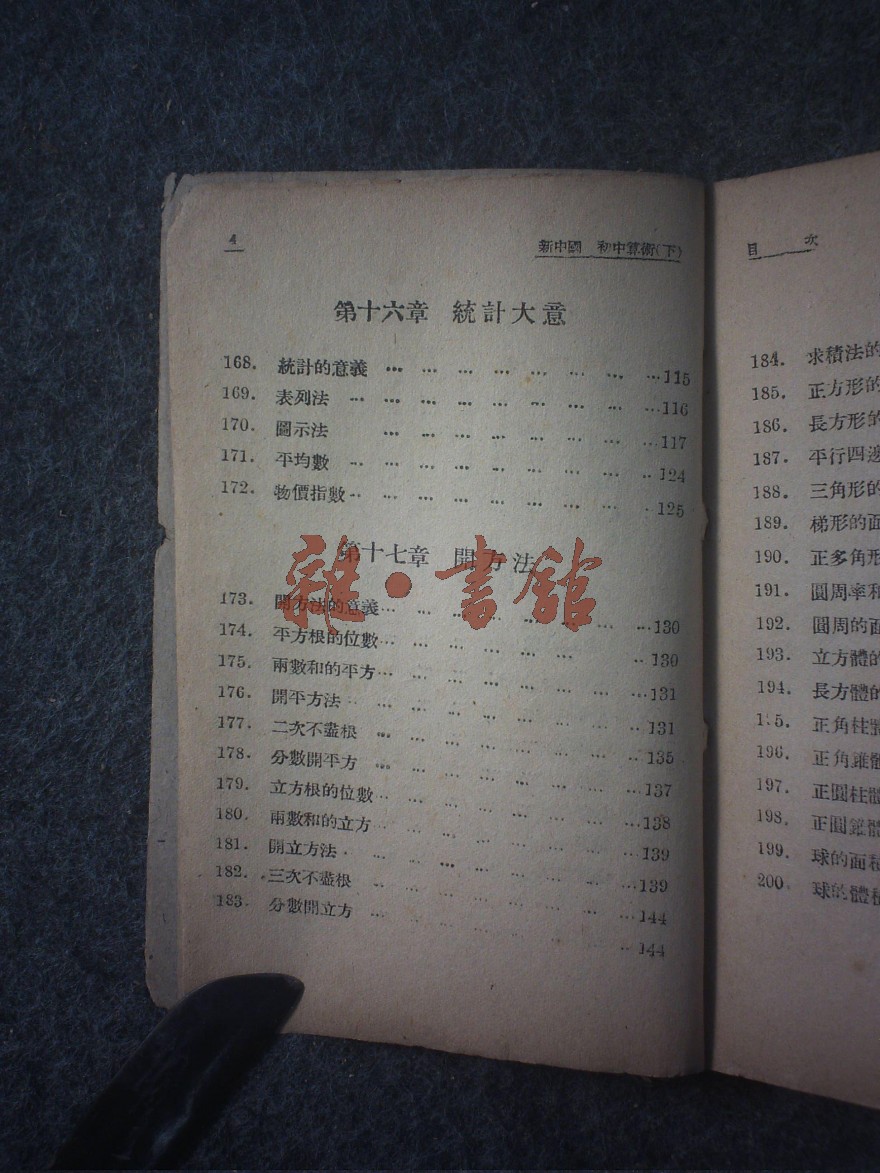 4
新中國 初中算術(下)
第十六章 統計大意
168. 統計的意義 … … … … … … … …115
169. 表列法 … … … … … … … … …116
170. 圖示法 … … … … … … … …117
171. 平均數 … … … … … … … … …124
172. 物價指數… … … … … … … …125
第十七章 開方法
173. 開方法的意義… … … … … … … …130
174. 平方根的位數… … … … … … …130
175. 兩數和的平方… … … … … … … …131
176. 開平方法 … … … … … … … …131
177. 二次不盡根 … … … … … … … …135
178. 分數開平方 … … … … … … … …137
179. 立方根的位數… … … … … … … …138
180. 兩數和的立方… … … … … … … …139
181. 開立方法 … … … … … … … …139
182. 三次不盡根 … … … … … … … …144
183. 分數開立方 … … … … … … … …144
雜·書館
目 次
184. 求積法的
185. 正方形的
186. 長方形的
187. 平行四邊
188. 三角形的
189. 梯形的面
190. 正多角形
191. 圓周率和
192. 圓周的面
193. 立方體的
194. 長方體的
1:5. 正角柱
196. 正角錐體
197. 正圓柱體
198. 正圓錐體
199. 球的面積
200. 球的體積